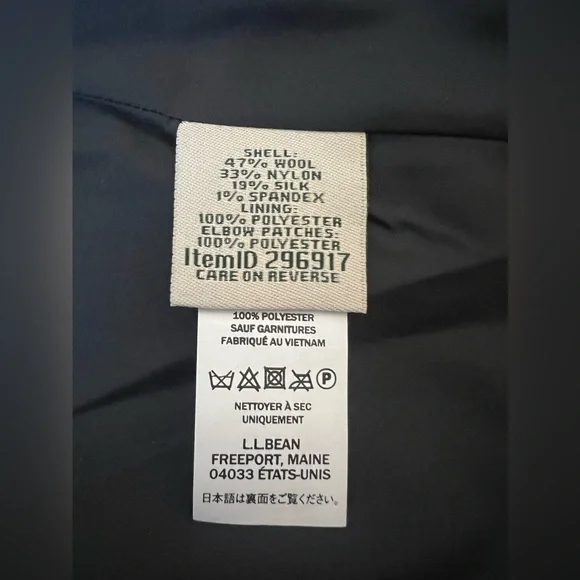 SHELL:
47% WOOL
33% NYLON
19% SILK
1% SPANDEX
LINING:
100% POLYESTER
ELBOW PATCHES:
100% POLYESTER
ItemID 296917
CARE ON REVERSE
100% POLYESTER
SAUF GARNITURES
FABRIQUÉ AU VIETNAM
P
NETTOYER À SEC
UNIQUEMENT
L.L.BEAN
FREEPORT, MAINE
04033 ÉTATS-UNIS
日本語は裏面をご覧ください。